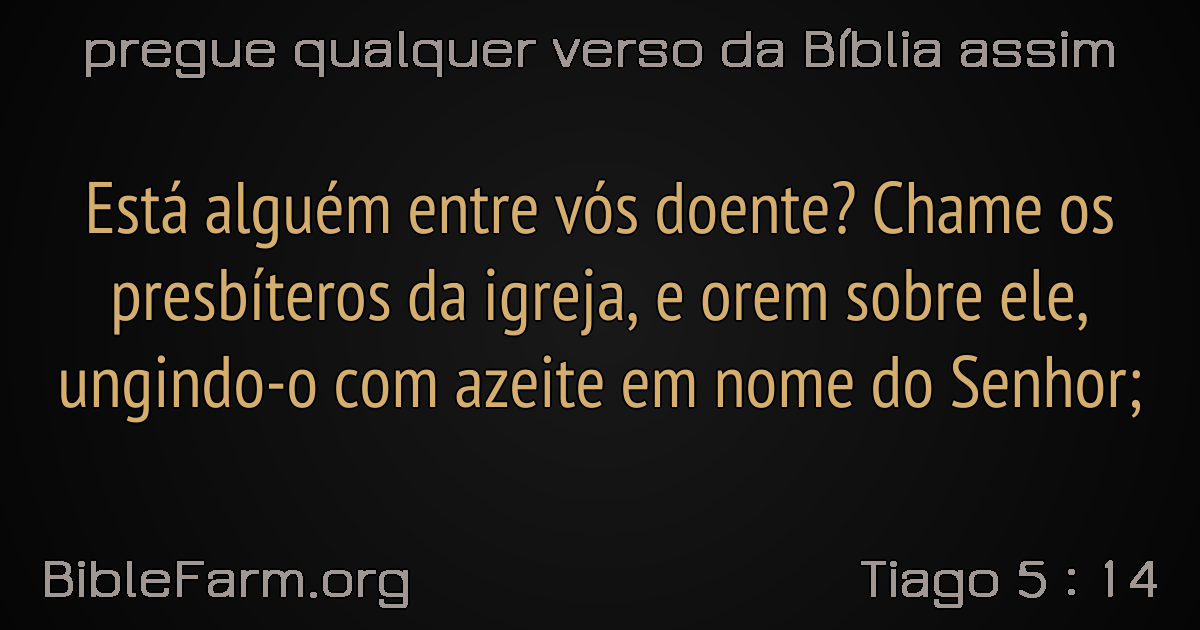 pregue qualquer verso da Bíblia assim
Está alguém entre vós doente? Chame os
presbíteros da igreja, e orem sobre ele,
ungindo-o com azeite em nome do Senhor;
BibleFarm.org
Tiago 5 : 14